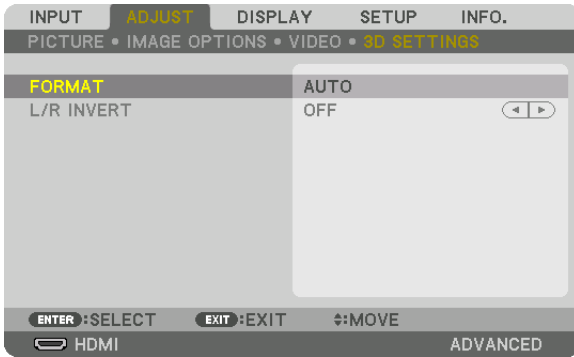 INPUT ADJUST DISPLAY SETUP INFO.
PICTURE • IMAGE OPTIONS • VIDEO • 3D SETTINGS
FORMAT AUTO
L/R INVERT OFF
ENTER :SELECT EXIT :EXIT :MOVE
HDMI ADVANCED